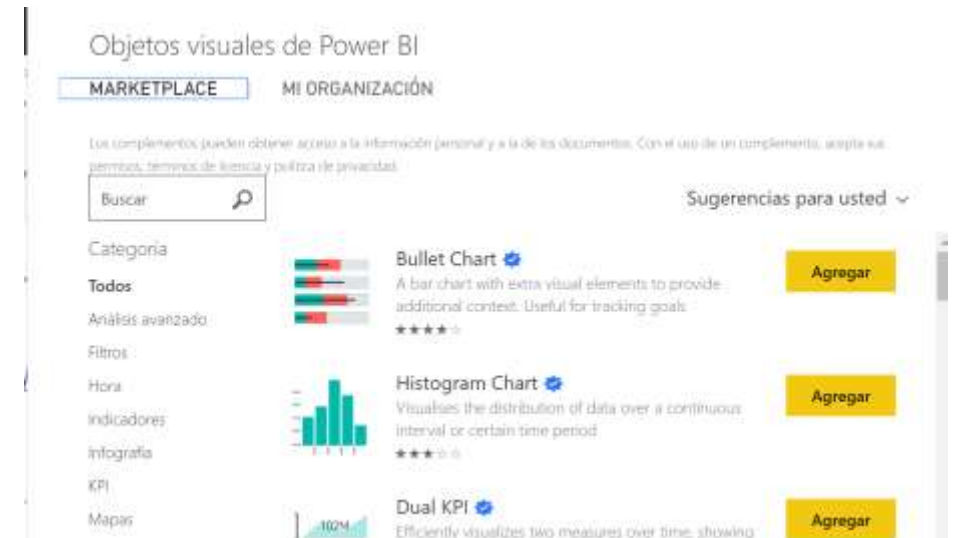 Objetos visuales de Power BI
MARKETPLACE MI ORGANIZACIÓN
Los complementos pueden obtener acceso a la información personal y a la de los documentos. Con el uso de un complemento, acepta sus
permisos, términos de licencia y política de privacidad.
Buscar Sugerencias para usted
Categoría
Todos
Análisis avanzado
Filtros
Hora
Indicadores
Infografía
KPI
Mapas
Bullet Chart
A bar chart with extra visual elements to provide
additional context. Useful for tracking goals
Agregar
Histogram Chart
Visualises the distribution of data over a continuous
interval or certain time period
Agregar
102M
Dual KPI
Efficiently visualizes two measures over time, showing
Agregar